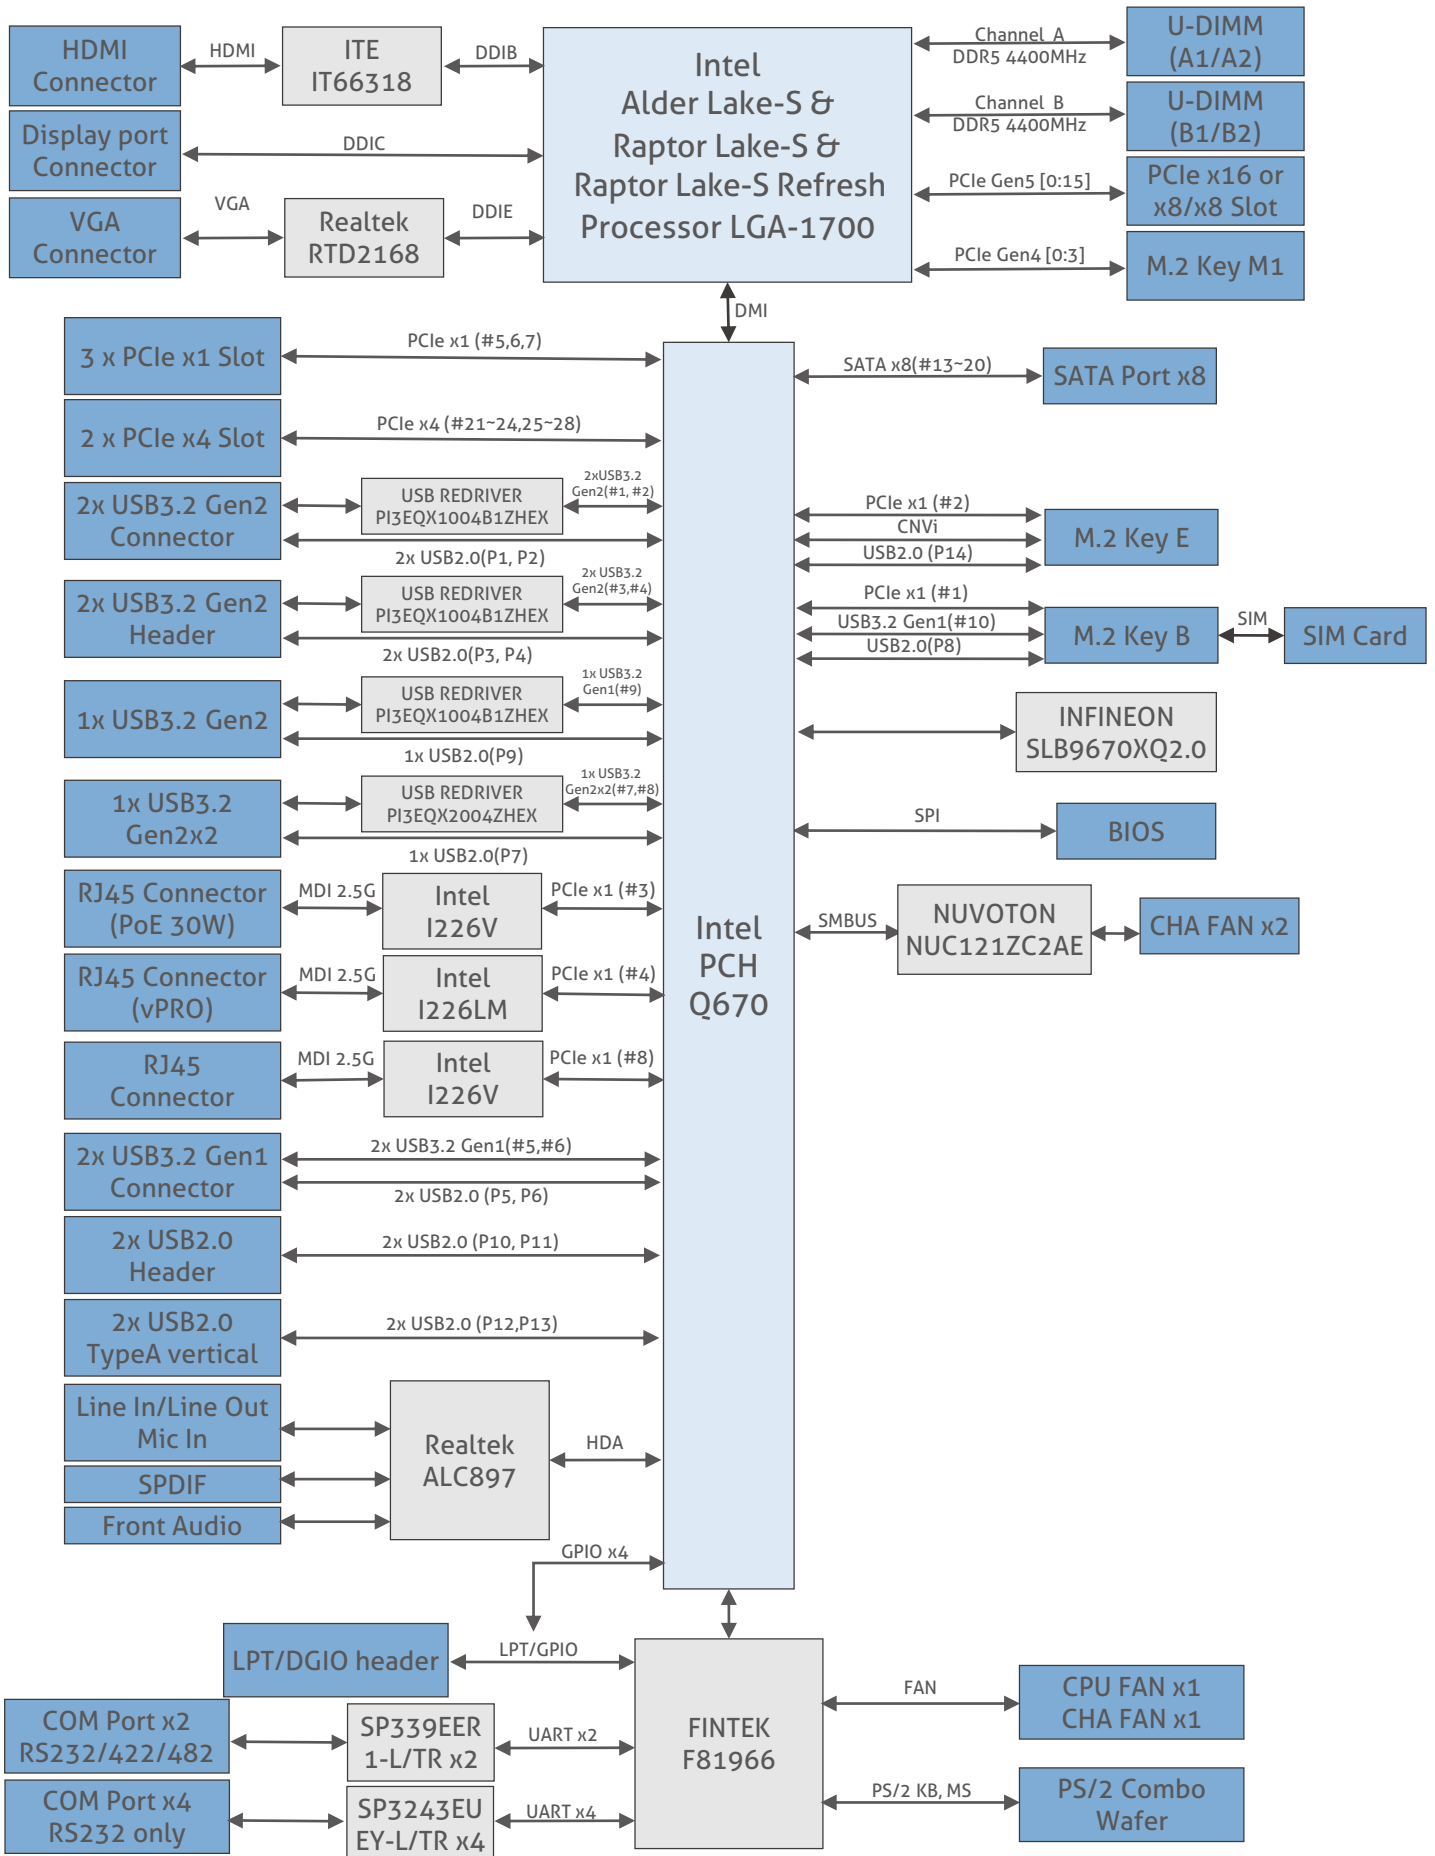 HDMI
Connector
HDMI
ITE
IT66318
DDIB
Intel
Alder Lake-S &
Raptor Lake-S &
Raptor Lake-S Refresh
Processor LGA-1700
Channel A
DDR5 4400MHz
U-DIMM
(A1/A2)
Display port
Connector
DDIC
Channel B
DDR5 4400MHz
U-DIMM
(B1/B2)
VGA
Connector
VGA
Realtek
RTD2168
DDIE
PCIe Gen5 [0:15]
PCIe x16 or
x8/x8 Slot
PCIe Gen4 [0:3]
M.2 Key M1
DMI
3 x PCIe x1 Slot
PCIe x1 (#5,6,7)
SATA x8(#13~20)
SATA Port x8
2 x PCIe x4 Slot
PCIe x4 (#21~24,25~28)
2x USB3.2 Gen2
Connector
USB REDRIVER
PI3EQX1004B1ZHEX
2xUSB3.2
Gen2(#1, #2)
2x USB2.0(P1, P2)
PCIe x1 (#2)
CNVi
USB2.0 (P14)
M.2 Key E
2x USB3.2 Gen2
Header
USB REDRIVER
PI3EQX1004B1ZHEX
2x USB3.2
Gen2(#3,#4)
2x USB2.0(P3, P4)
PCIe x1 (#1)
USB3.2 Gen1(#10)
USB2.0(P8)
M.2 Key B
SIM
SIM Card
1x USB3.2 Gen2
USB REDRIVER
PI3EQX1004B1ZHEX
1x USB3.2
Gen1(#9)
1x USB2.0(P9)
INFINEON
SLB9670XQ2.0
1x USB3.2
Gen2x2
USB REDRIVER
PI3EQX2004ZHEX
1x USB3.2
Gen2x2(#7,#8)
1x USB2.0(P7)
SPI
BIOS
RJ45 Connector
(PoE 30W)
MDI 2.5G
Intel
I226V
PCIe x1 (#3)
Intel
PCH
Q670
SMBUS
NUVOTON
NUC121ZC2AE
CHA FAN x2
RJ45 Connector
(vPRO)
MDI 2.5G
Intel
I226LM
PCIe x1 (#4)
RJ45
Connector
MDI 2.5G
Intel
I226V
PCIe x1 (#8)
2x USB3.2 Gen1
Connector
2x USB3.2 Gen1(#5,#6)
2x USB2.0 (P5, P6)
2x USB2.0
Header
2x USB2.0 (P10, P11)
2x USB2.0
TypeA vertical
2x USB2.0 (P12,P13)
Line In/Line Out
Mic In
SPDIF
Front Audio
Realtek
ALC897
HDA
GPIO x4
LPT/DGIO header
LPT/GPIO
FINTEK
F81966
FAN
CPU FAN x1
CHA FAN x1
COM Port x2
RS232/422/482
SP339EER
1-L/TR x2
UART x2
PS/2 KB, MS
PS/2 Combo
Wafer
COM Port x4
RS232 only
SP3243EU
EY-L/TR x4
UART x4